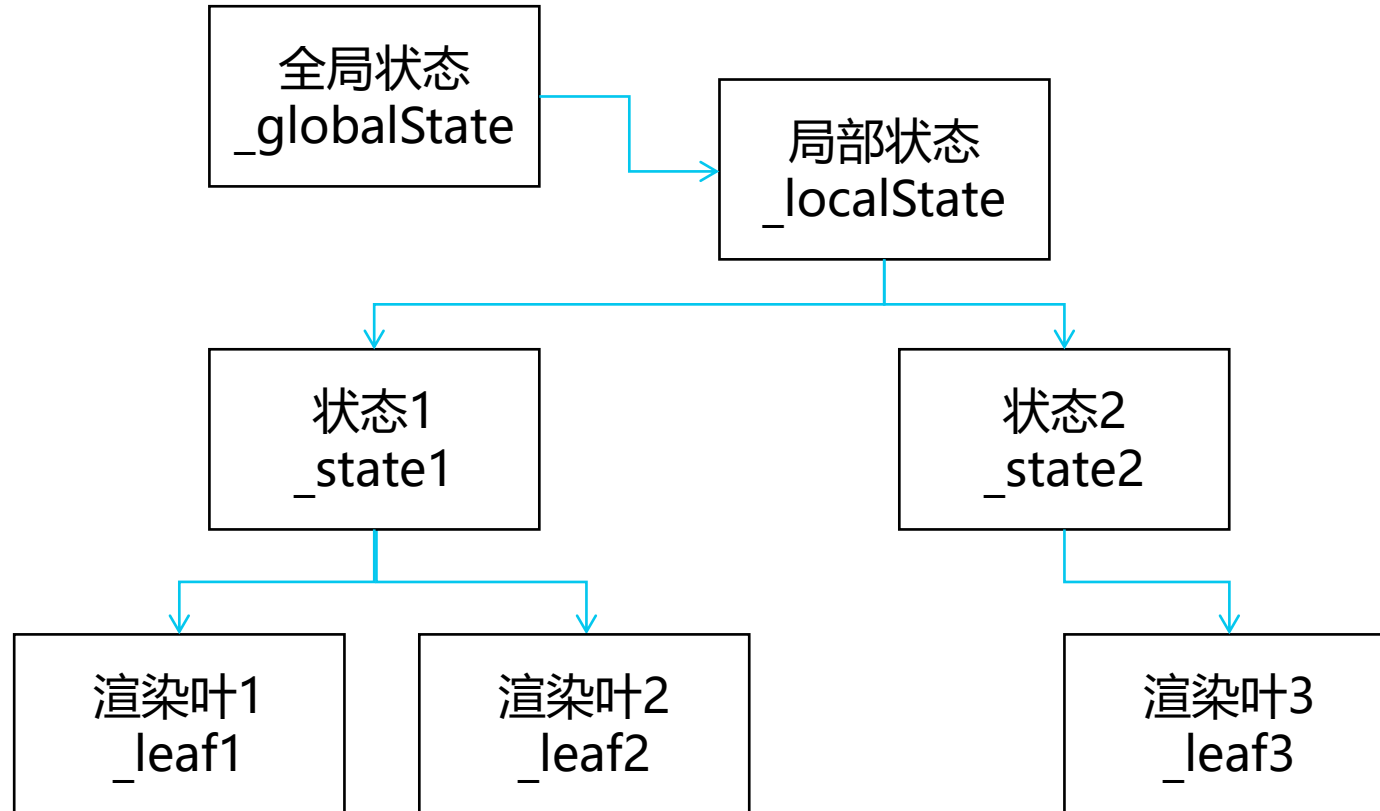 全局状态
_globalState
局部状态
_localState
状态1
_state1
状态2
_state2
渲染叶1
_leaf1
渲染叶2
_leaf2
渲染叶3
_leaf3